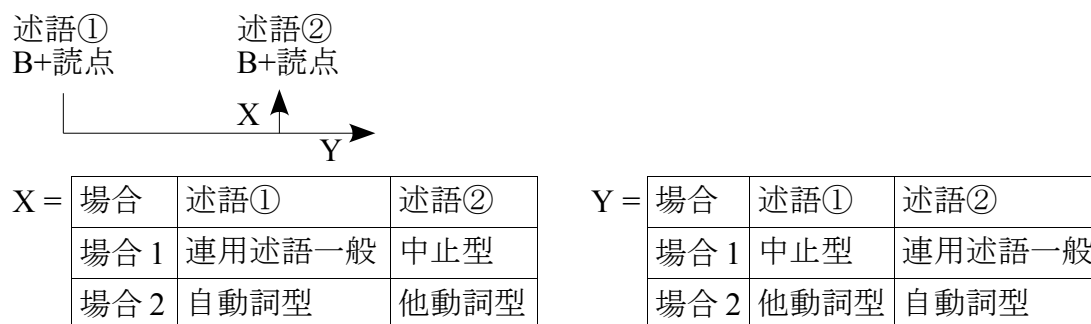 述語① 述語②
B+読点 B+読点
X
Y
X = 場合 述語① 述語②
場合 1 連用述語一般 中止型
場合 2 自動詞型 他動詞型
Y = 場合 述語① 述語②
場合 1 中止型 連用述語一般
場合 2 他動詞型 自動詞型